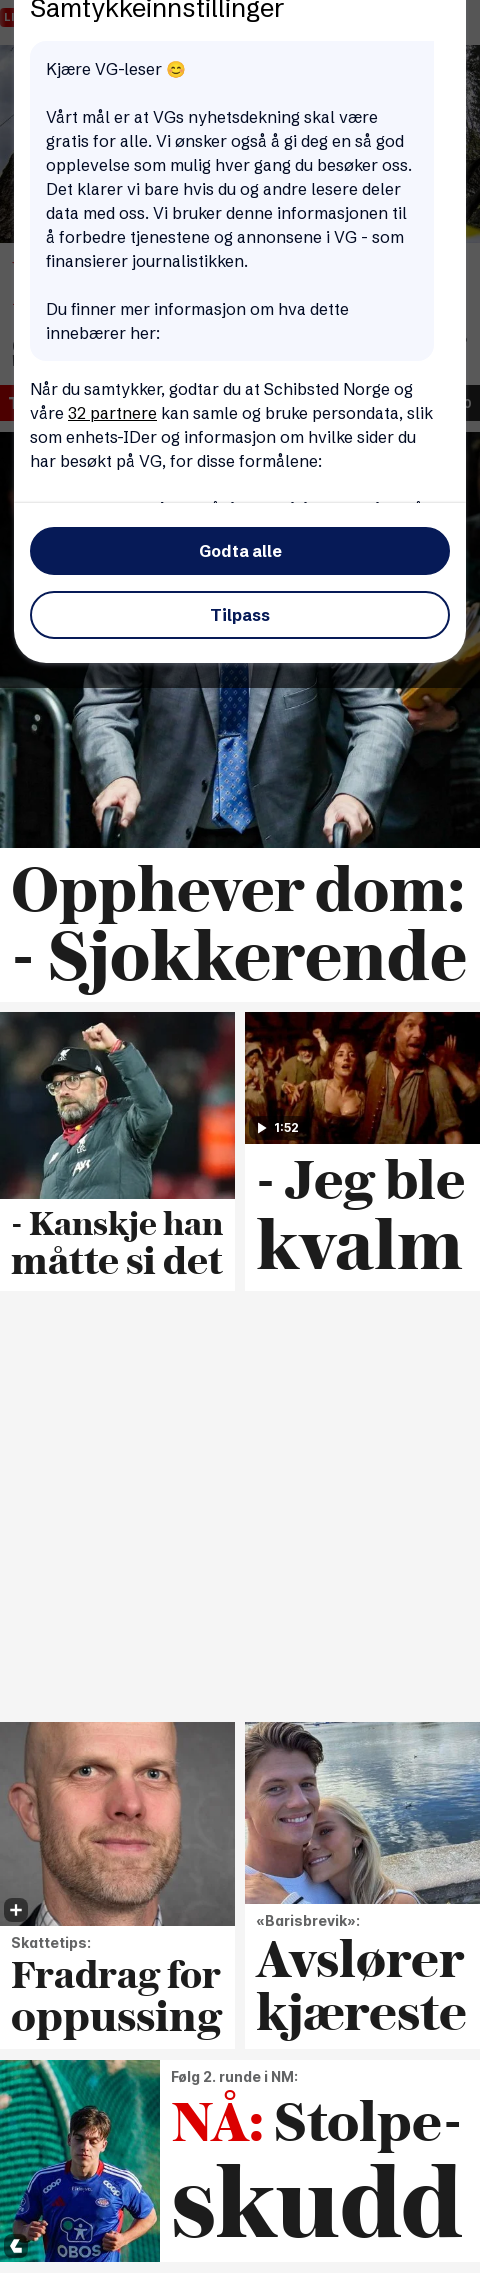 Samtykkeinnstillinger
Kjære VG-leser 😊
Vårt mål er at VGs nyhetsdekning skal være
gratis for alle. Vi ønsker også å gi deg en så god
opplevelse som mulig hver gang du besøker oss.
Det klarer vi bare hvis du og andre lesere deler
data med oss. Vi bruker denne informasjonen til
å forbedre tjenestene og annonsene i VG - som
finansierer journalistikken.
Du finner mer informasjon om hva dette
innebærer her:
Når du samtykker, godtar du at Schibsted Norge og
våre 32 partnere kan samle og bruke persondata, slik
som enhets-IDer og informasjon om hvilke sider du
har besøkt på VG, for disse formålene:
Godta alle
Tilpass
Opphever dom:
- Sjokkerende
1:52
- Kanskje han
måtte si det
- Jeg ble
kvalm
Skattetips:
Fradrag for
oppussing
«Barisbrevik»:
Avslører
kjæreste
Følg 2. runde i NM:
NÅ: Stolpe-
skudd
coop
coop
OBOS